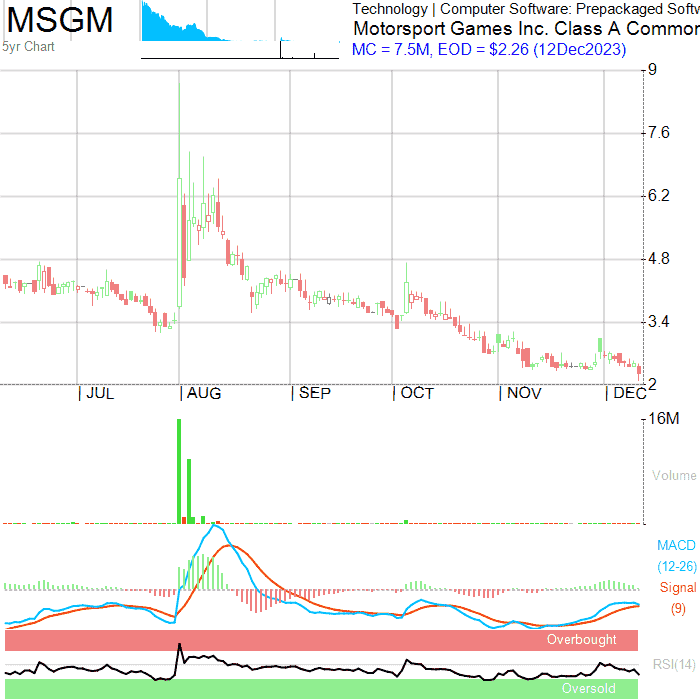 MSGM
5yr Chart
Technology | Computer Software: Prepackaged Softw
Motorsport Games Inc. Class A Common
MC = 7.5M, EOD = $2.26 (12Dec2023)
9
7.6
6.2
4.8
3.4
2
JUL AUG SEP OCT NOV DEC
16M
Volume
MACD
(12-26)
Signal
(9)
Overbought
RSI(14)
Oversold